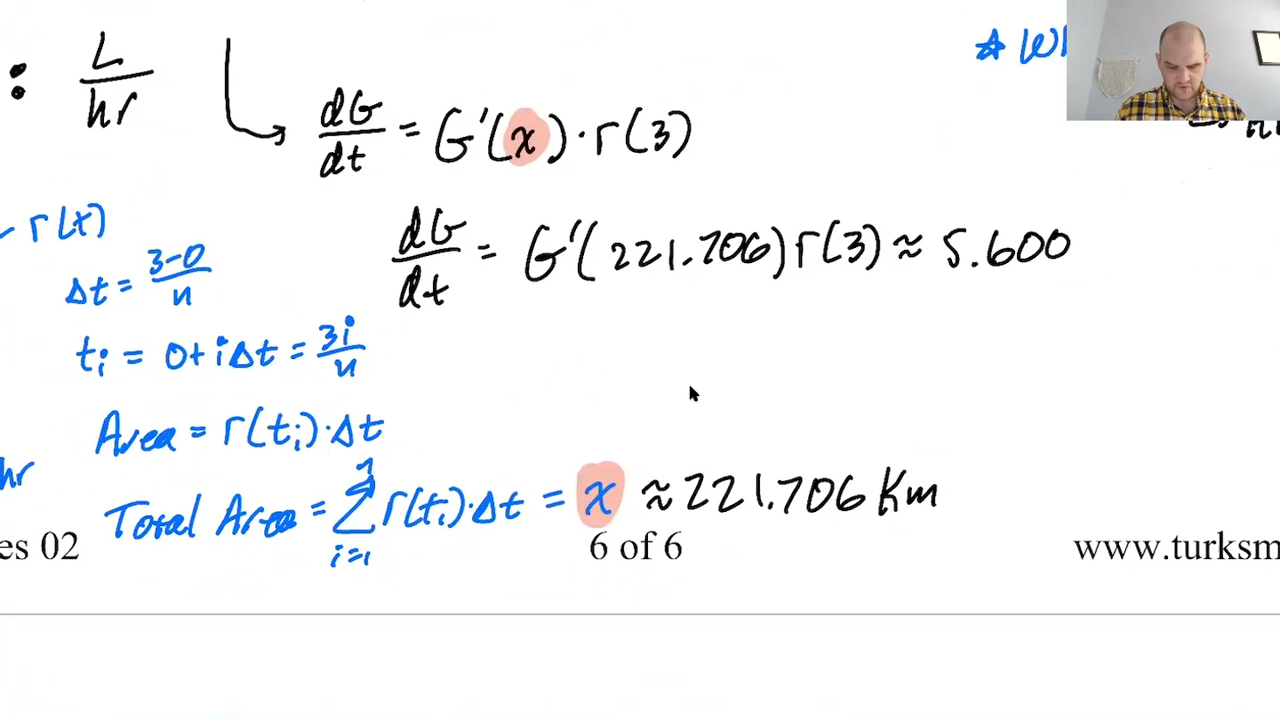 : L/hr
☆ W
dG/dt = G'(x)·r(3)
r(t)
dG/dt = G'(221.706)r(3) ≈ 5.600
Δt = 3-0/n
ti = 0+iΔt = 3i/n
Area = r(ti)·Δt
hr
Total Area = Σ i=1 r(ti)·Δt = x ≈ 221.706 Km
es 02
6 of 6
www.turksm